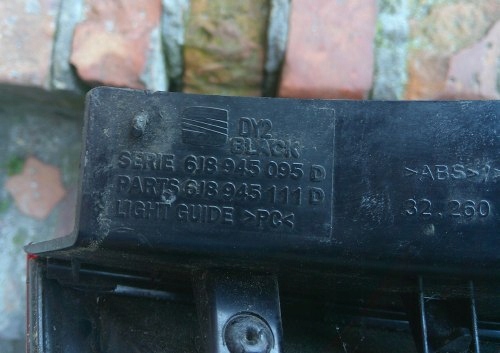 DY2
BLACK
SERIE 6J8 945 095 D
PARTS 6J8 945 111 D
LIGHT GUIDE >PC<
>ABS>
32.260